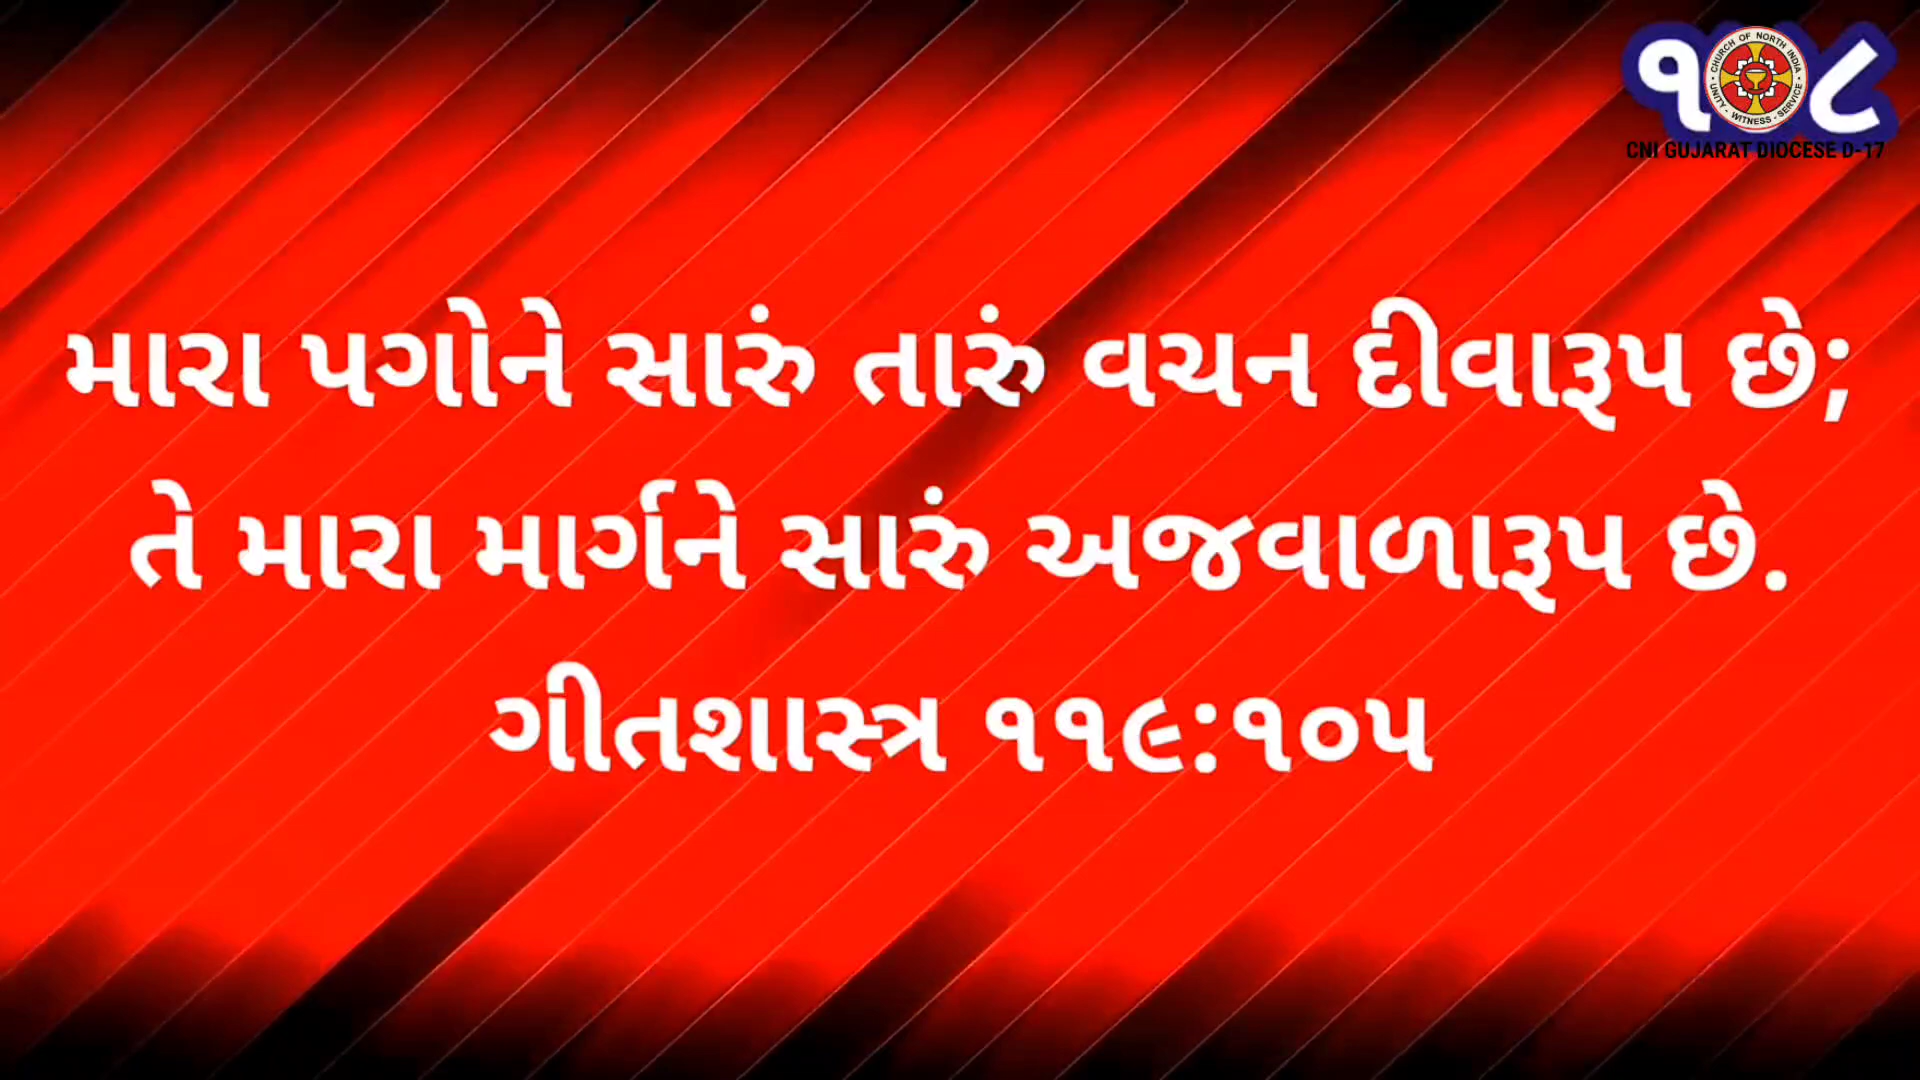 ૧૦૮
CHURCH OF NORTH INDIA
UNITY - WITNESS - SERVICE
CNI GUJARAT DIOCESE D-17
મારા પગોને સારું તારું વચન દીવારૂપ છે;
તે મારા માર્ગને સારું અજવાળારૂપ છે.
ગીતશાસ્ત્ર ૧૧૯:૧૦૫